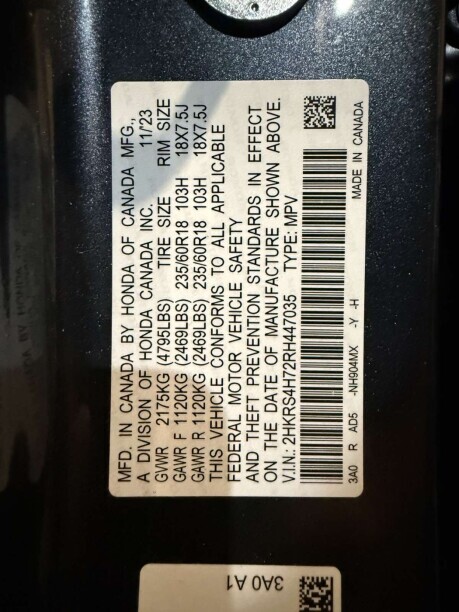 MFD. IN CANADA BY HONDA OF CANADA MFG.,
A DIVISION OF HONDA CANADA INC. 11/'23
GVWR 2175KG (4798LBS) TIRE SIZE RIM SIZE
GAWR F 1120KG (2469LBS) 235/60R18 103H 18X7.5J
GAWR R 1120KG (2469LBS) 235/60R18 103H 18X7.5J
THIS VEHICLE CONFORMS TO ALL APPLICABLE
FEDERAL MOTOR VEHICLE SAFETY
AND THEFT PREVENTION STANDARDS IN EFFECT
ON THE DATE OF MANUFACTURE SHOWN ABOVE.
V.I.N.: 2HKRS4H72RH447035 TYPE: MPV
3A0 R AD5 -NH904MX -Y -H MADE IN CANADA
3A0 A1